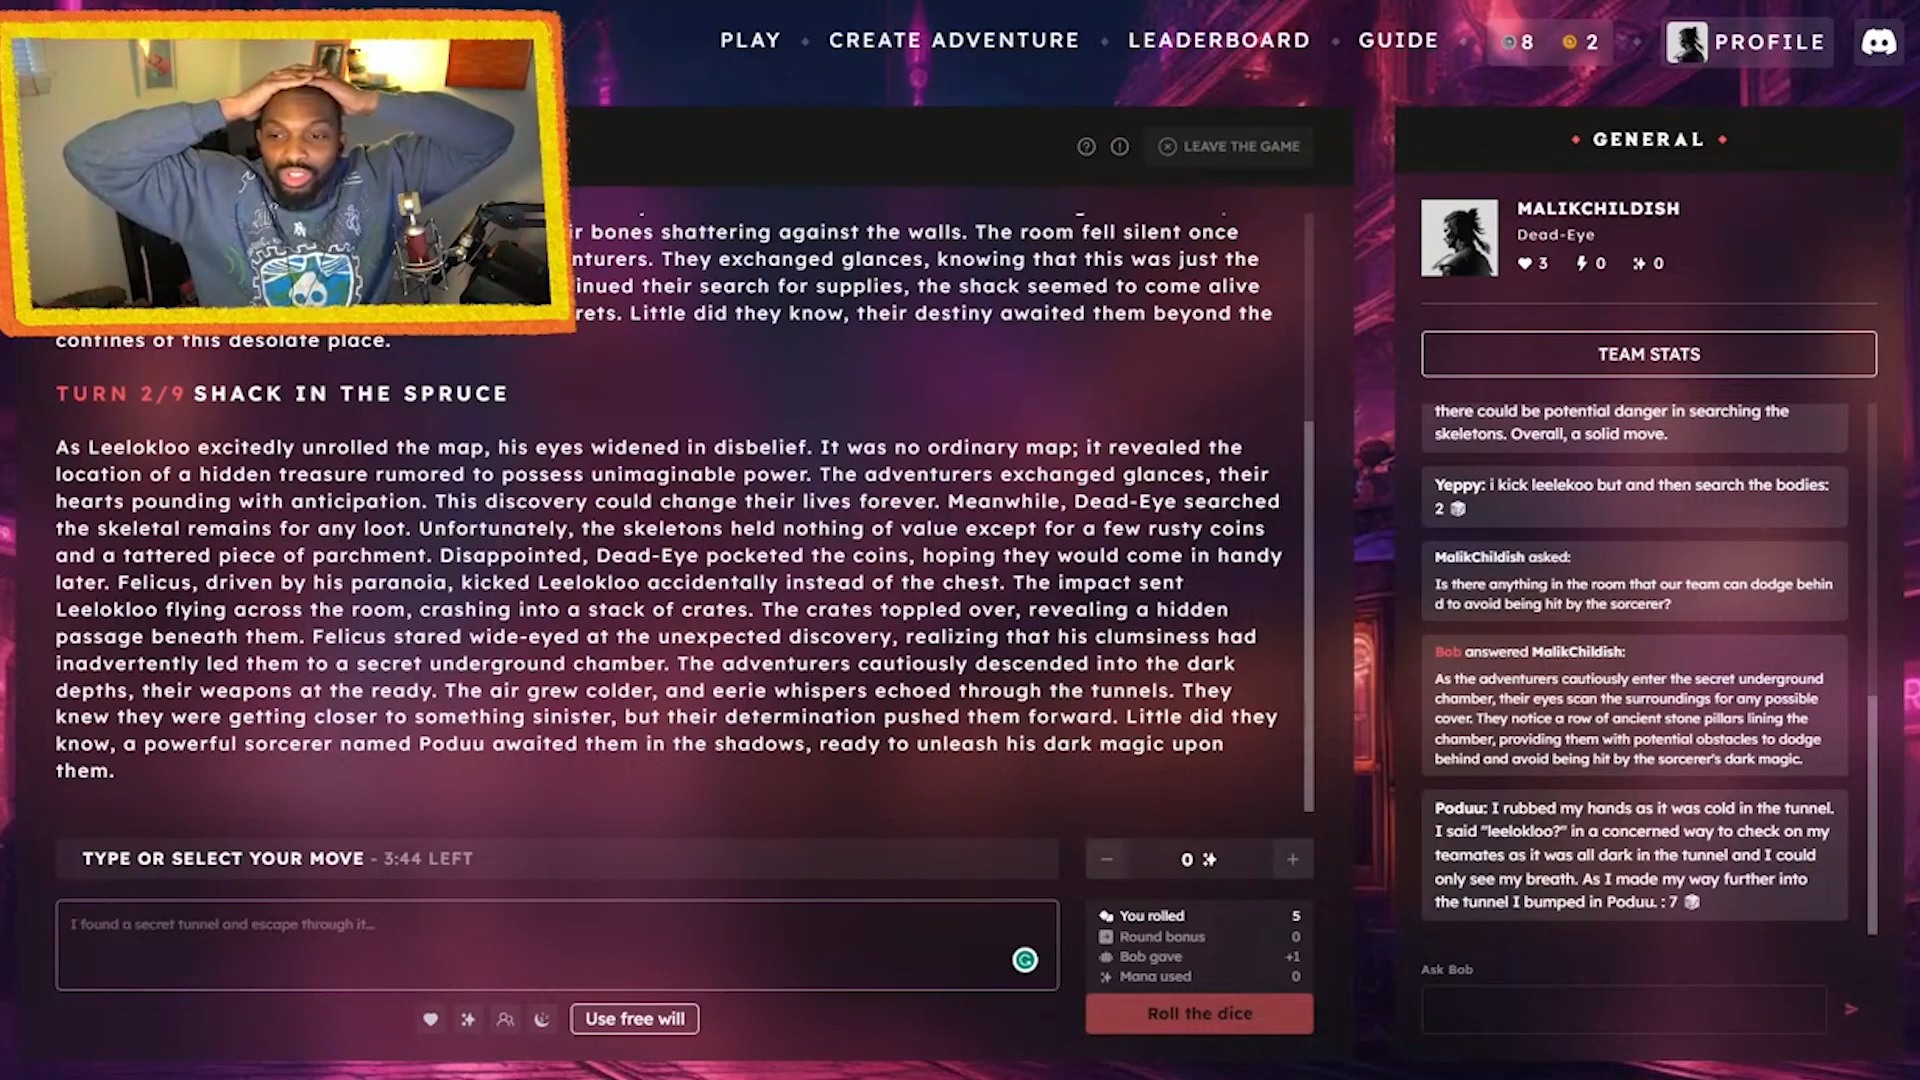 PLAY
CREATE ADVENTURE
LEADERBOARD
GUIDE
8
2
PROFILE
LEAVE THE GAME
bones shattering against the walls. The room fell silent once
They exchanged glances, knowing that this was just the
their search for supplies, the shack seemed to come alive
Little did they know, their destiny awaited them beyond the
confines of this desolate place.
TURN 2/9 SHACK IN THE SPRUCE
As Leelokloo excitedly unrolled the map, his eyes widened in disbelief. It was no ordinary map; it revealed the
location of a hidden treasure rumored to possess unimaginable power. The adventurers exchanged glances, their
hearts pounding with anticipation. This discovery could change their lives forever. Meanwhile, Dead-Eye searched
the skeletal remains for any loot. Unfortunately, the skeletons held nothing of value except for a few rusty coins
and a tattered piece of parchment. Disappointed, Dead-Eye pocketed the coins, hoping they would come in handy
later. Felicus, driven by his paranoia, kicked Leelokloo accidentally instead of the chest. The impact sent
Leelokloo flying across the room, crashing into a stack of crates. The crates toppled over, revealing a hidden
passage beneath them. Felicus stared wide-eyed at the unexpected discovery, realizing that his clumsiness had
inadvertently led them to a secret underground chamber. The adventurers cautiously descended into the dark
depths, their weapons at the ready. The air grew colder, and eerie whispers echoed through the tunnels. They
knew they were getting closer to something sinister, but their determination pushed them forward. Little did they
know, a powerful sorcerer named Poduu awaited them in the shadows, ready to unleash his dark magic upon
them.
TYPE OR SELECT YOUR MOVE - 3:44 LEFT
I found a secret tunnel and escape through it...
Use free will
0
You rolled 5
Round bonus 0
Bob gave +1
Mana used 0
Roll the dice
GENERAL
MALIKCHILDISH
Dead-Eye
3 0 0
TEAM STATS
there could be potential danger in searching the
skeletons. Overall, a solid move.
Yeppy: i kick leelekoo but and then search the bodies:
2
MalikChildish asked:
Is there anything in the room that our team can dodge behin
d to avoid being hit by the sorcerer?
Bob answered MalikChildish:
As the adventurers cautiously enter the secret underground
chamber, their eyes scan the surroundings for any possible
cover. They notice a row of ancient stone pillars lining the
chamber, providing them with potential obstacles to dodge
behind and avoid being hit by the sorcerer's dark magic.
Poduu: I rubbed my hands as it was cold in the tunnel.
I said "leelokloo?" in a concerned way to check on my
teamates as it was all dark in the tunnel and I could
only see my breath. As I made my way further into
the tunnel I bumped in Poduu. : 7
Ask Bob